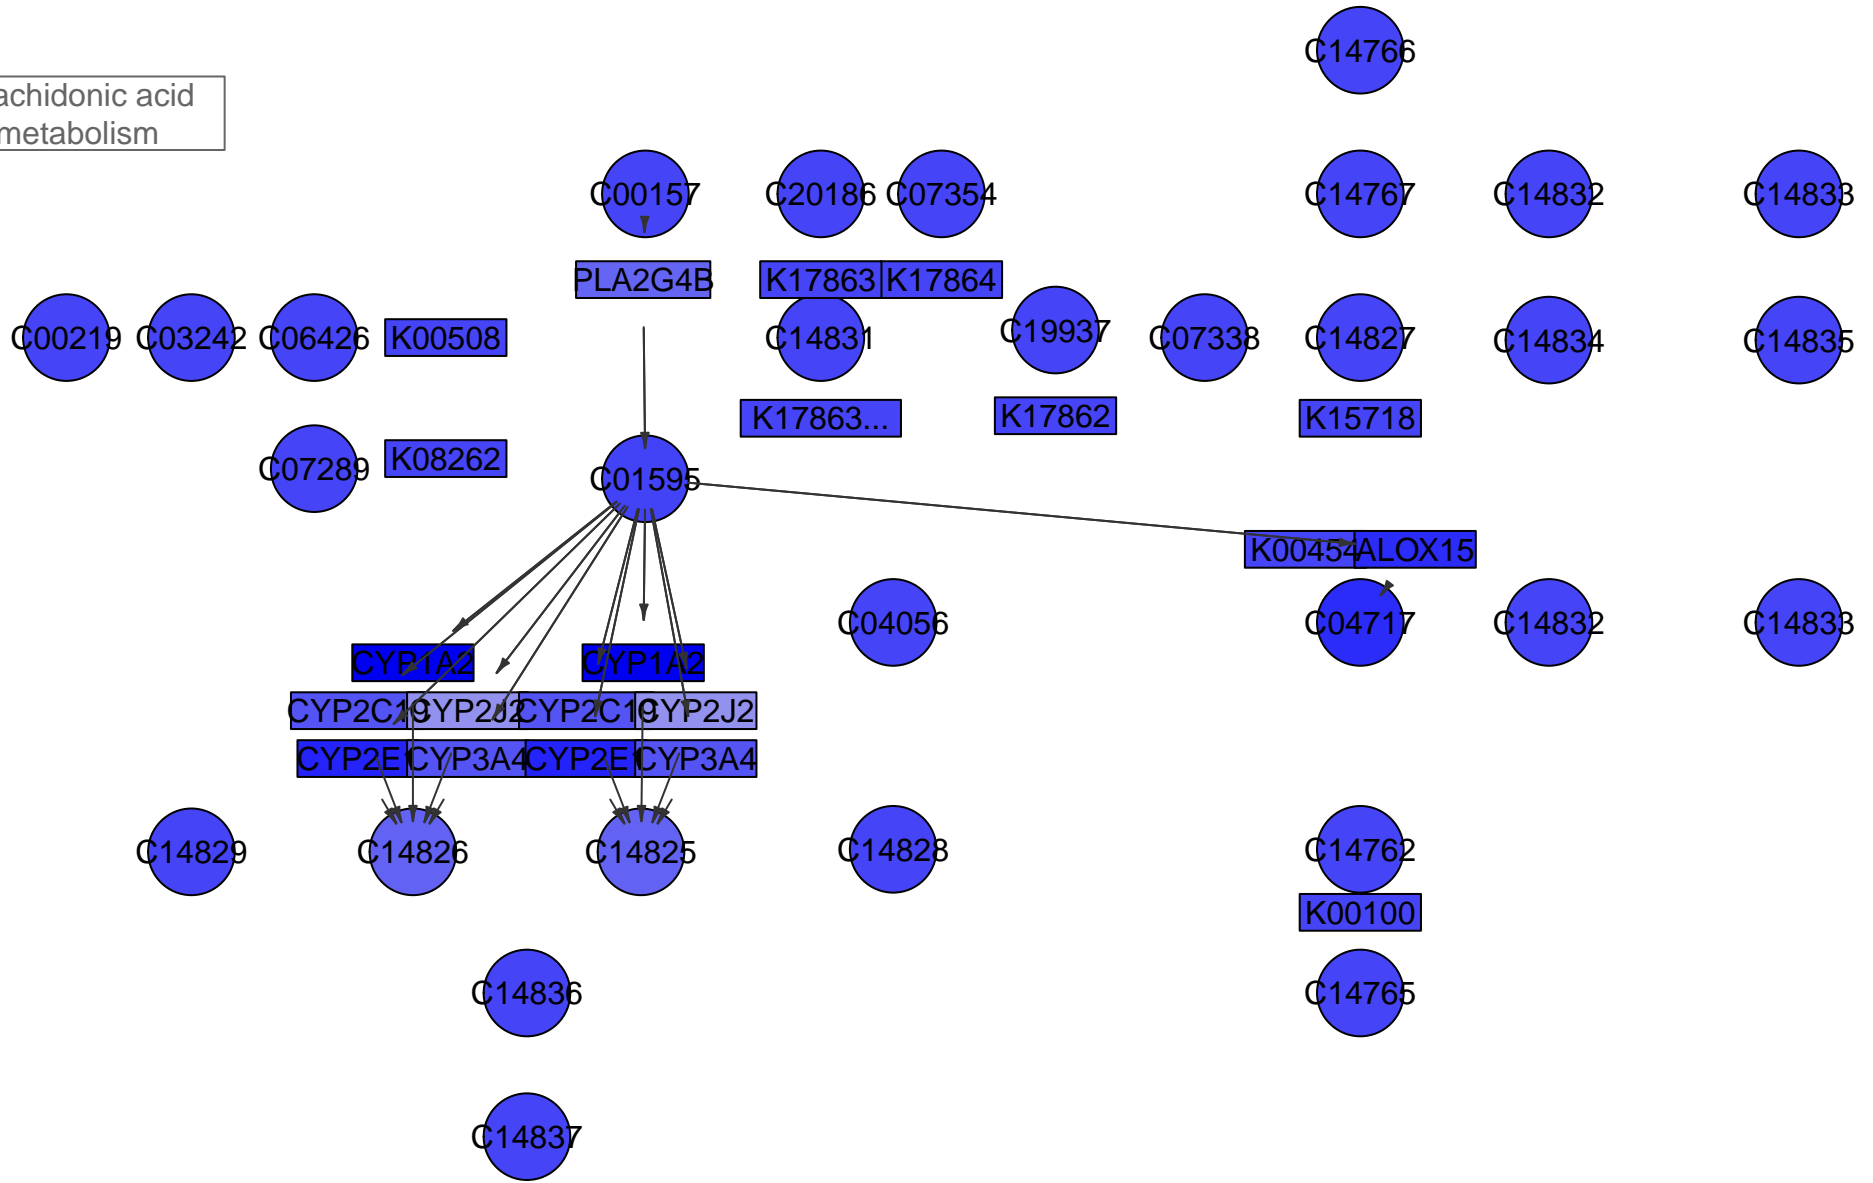 C14766
achidonic acid
metabolism
C00157
C20186
C07354
C14767
C14832
C14833
PLA2G4B
K17863
K17864
C00219
C03242
C06426
K00508
C14831
C19937
C07338
C14827
C14834
C14835
K17863...
K17862
K15718
C07289
K08262
C01595
K00454
ALOX15
C04056
C04717
C14832
C14833
CYP1A2
CYP1A2
CYP2C19
CYP2J2
CYP2C19
CYP2J2
CYP2E1
CYP3A4
CYP2E1
CYP3A4
C14829
C14826
C14825
C14828
C14762
K00100
C14836
C14765
C14837